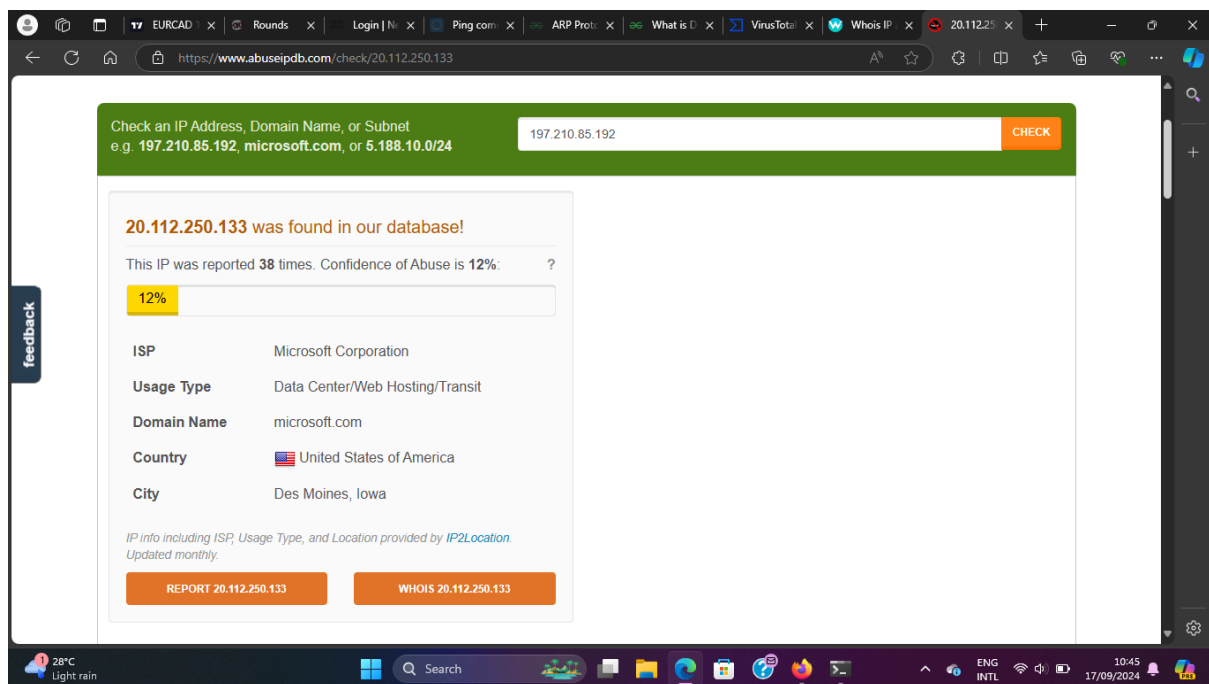 EURCAD T
Rounds
Login | Ne
Ping com
ARP Proto
What is D
VirusTotal
Whois IP
20.112.25
https://www.abuseipdb.com/check/20.112.250.133
Check an IP Address, Domain Name, or Subnet
e.g. 197.210.85.192, microsoft.com, or 5.188.10.0/24
197.210.85.192
CHECK
20.112.250.133 was found in our database!
This IP was reported 38 times. Confidence of Abuse is 12%:
?
12%
ISP Microsoft Corporation
Usage Type Data Center/Web Hosting/Transit
Domain Name microsoft.com
Country United States of America
City Des Moines, Iowa
IP info including ISP, Usage Type, and Location provided by IP2Location.
Updated monthly.
REPORT 20.112.250.133
WHOIS 20.112.250.133
feedback
1
28°C
Light rain
Search
ENG
INTL
10:45
17/09/2024